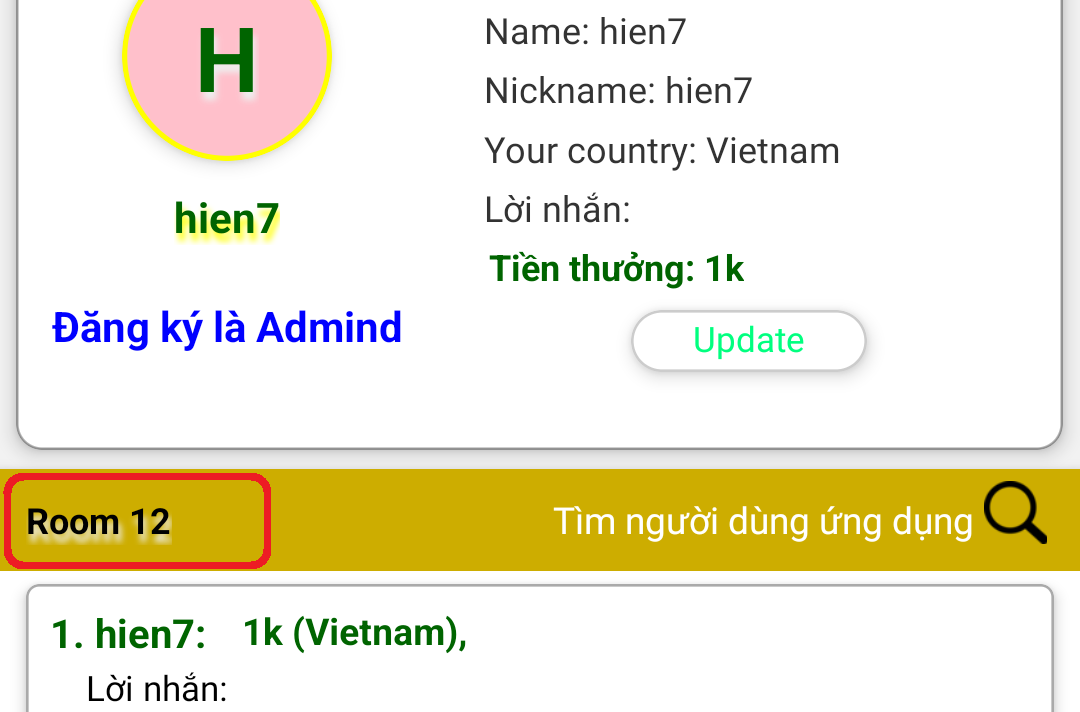 H
hien7
Đăng ký là Admind
Name: hien7
Nickname: hien7
Your country: Vietnam
Lời nhắn:
Tiền thưởng: 1k
Update
Room 12
Tìm người dùng ứng dụng
1. hien7: 1k (Vietnam),
Lời nhắn: